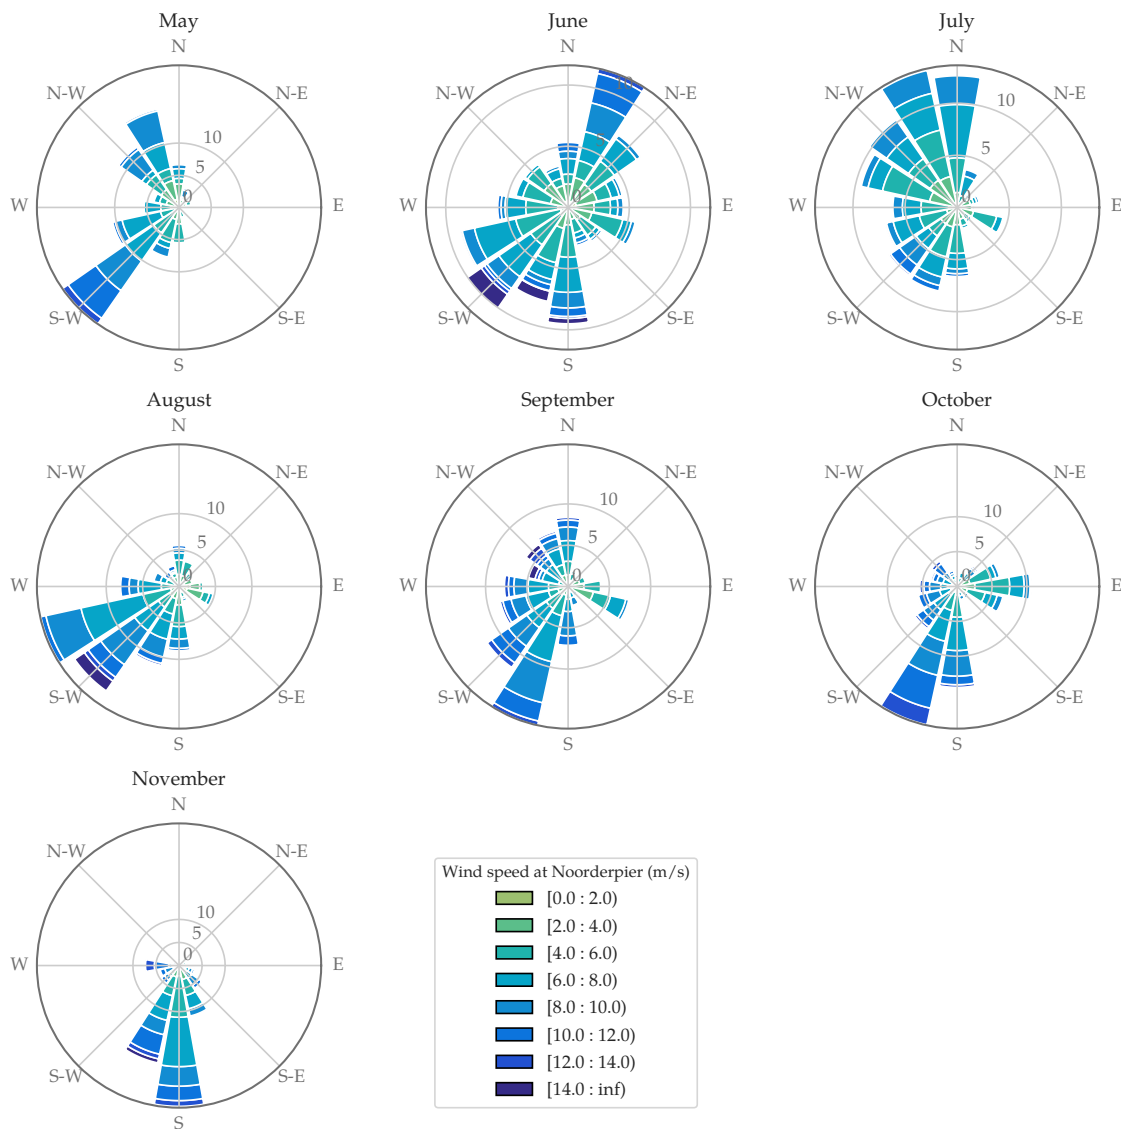 May
June
July
N
N
N
N-W
N-E
N-W
N-E
N-W
N-E
10
5
0
10
5
0
10
5
0
W
E
W
E
W
E
S-W
S-E
S-W
S-E
S-W
S-E
S
S
S
August
September
October
N
N
N
N-W
N-E
N-W
N-E
N-W
N-E
10
5
0
10
5
0
10
5
0
W
E
W
E
W
E
S-W
S-E
S-W
S-E
S-W
S-E
S
S
S
November
N
N-W
N-E
10
5
0
W
E
S-W
S-E
S
Wind speed at Noorderpier (m/s)
[0.0 : 2.0)
[2.0 : 4.0)
[4.0 : 6.0)
[6.0 : 8.0)
[8.0 : 10.0)
[10.0 : 12.0)
[12.0 : 14.0)
[14.0 : inf)